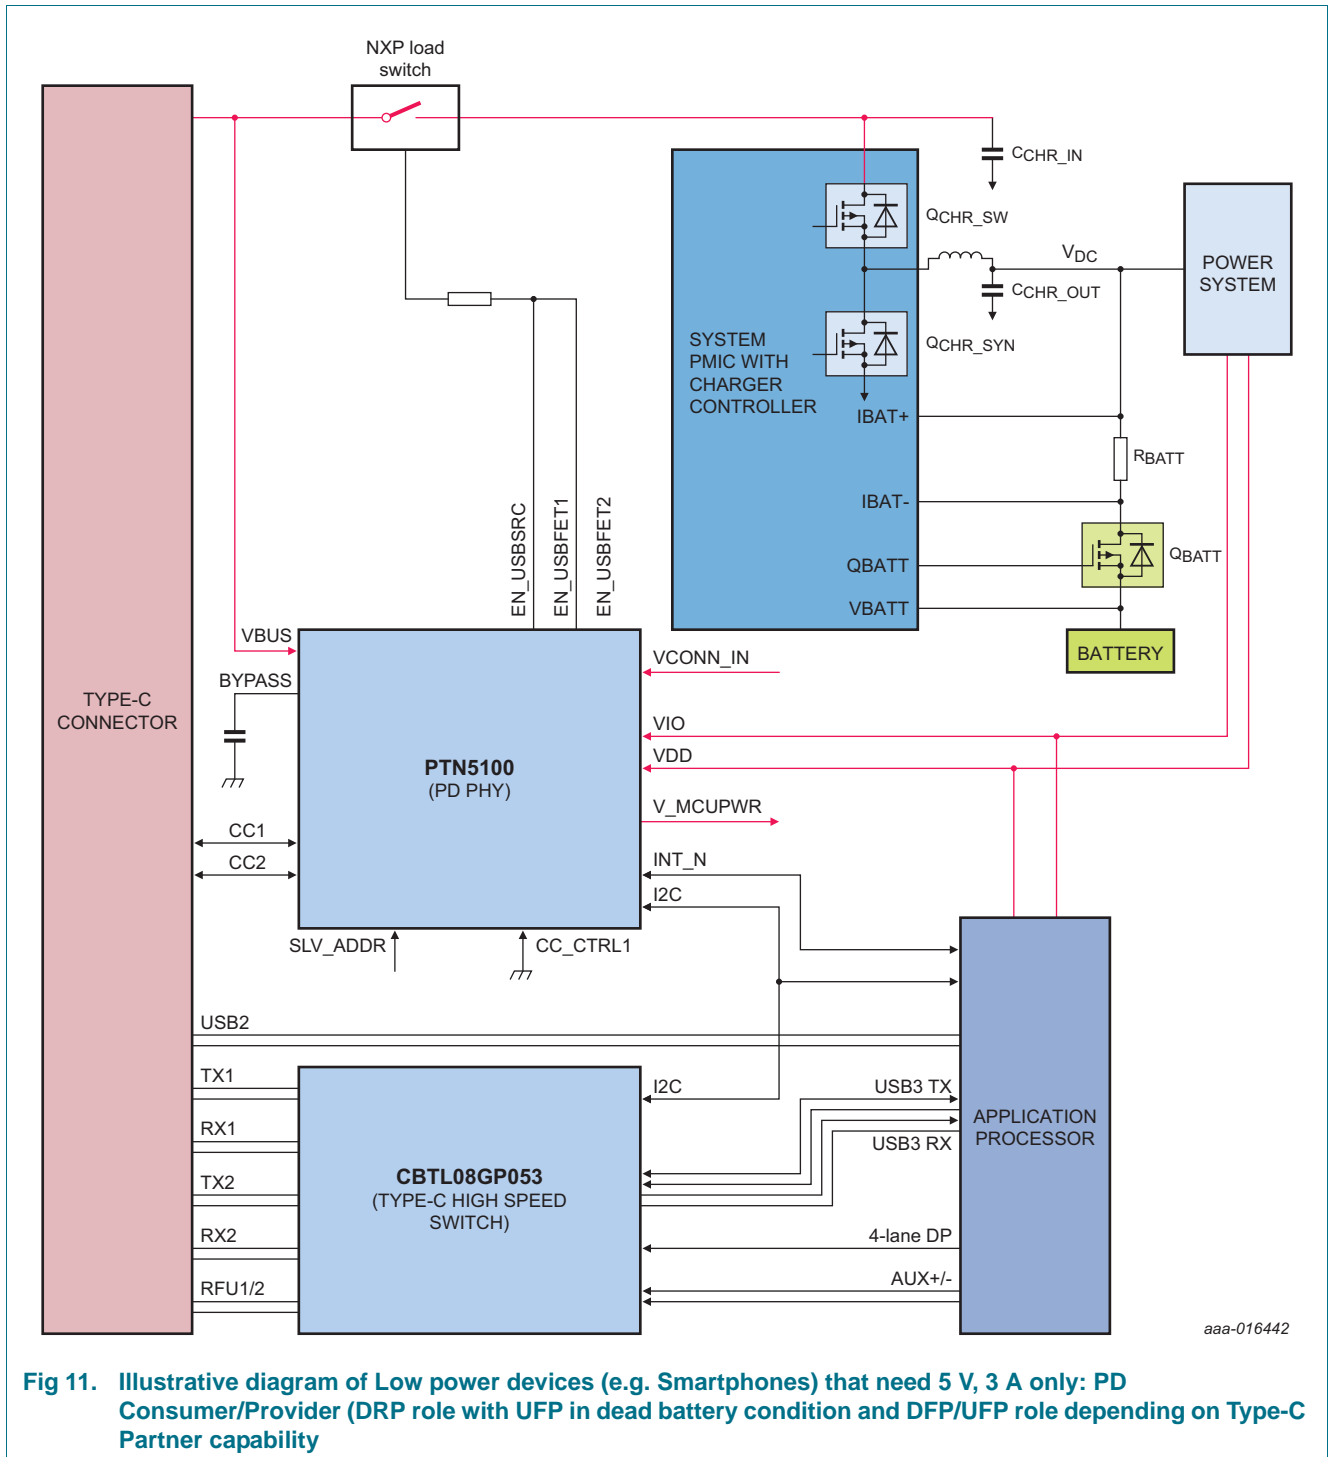 NXP load
switch
CCHR_IN
QCHR_SW
VDC
POWER
SYSTEM
CCHR_OUT
SYSTEM
PMIC WITH
CHARGER
CONTROLLER
QCHR_SYN
IBAT+
RBATT
IBAT-
EN_USBSRC
EN_USBFET1
EN_USBFET2
QBATT
QBATT
VBATT
VBUS
BATTERY
VCONN_IN
BYPASS
TYPE-C
CONNECTOR
VIO
VDD
PTN5100
(PD PHY)
V_MCUPWR
CC1
CC2
INT_N
I2C
SLV_ADDR
CC_CTRL1
USB2
TX1
I2C
USB3 TX
RX1
APPLICATION
PROCESSOR
USB3 RX
TX2
CBTL08GP053
(TYPE-C HIGH SPEED
SWITCH)
RX2
4-lane DP
RFU1/2
AUX+/-
aaa-016442
Fig 11. Illustrative diagram of Low power devices (e.g. Smartphones) that need 5 V, 3 A only: PD
Consumer/Provider (DRP role with UFP in dead battery condition and DFP/UFP role depending on Type-C
Partner capability